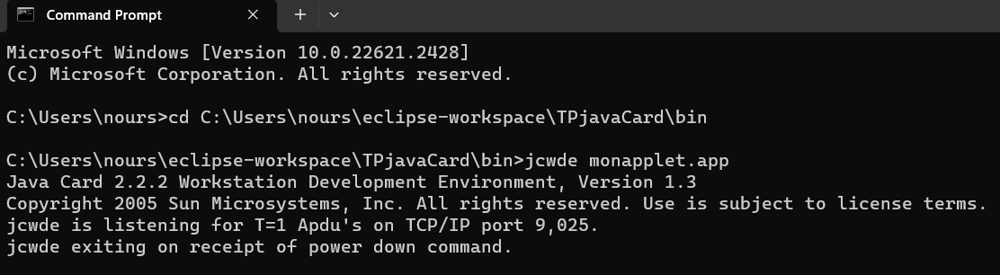 Command Prompt
Microsoft Windows [Version 10.0.22621.2428]
(c) Microsoft Corporation. All rights reserved.
C:\Users\nours>cd C:\Users\nours\eclipse-workspace\TPjavaCard\bin
C:\Users\nours\eclipse-workspace\TPjavaCard\bin>jcwde monapplet.app
Java Card 2.2.2 Workstation Development Environment, Version 1.3
Copyright 2005 Sun Microsystems, Inc. All rights reserved. Use is subject to license terms.
jcwde is listening for T=1 Apdu's on TCP/IP port 9,025.
jcwde exiting on receipt of power down command.